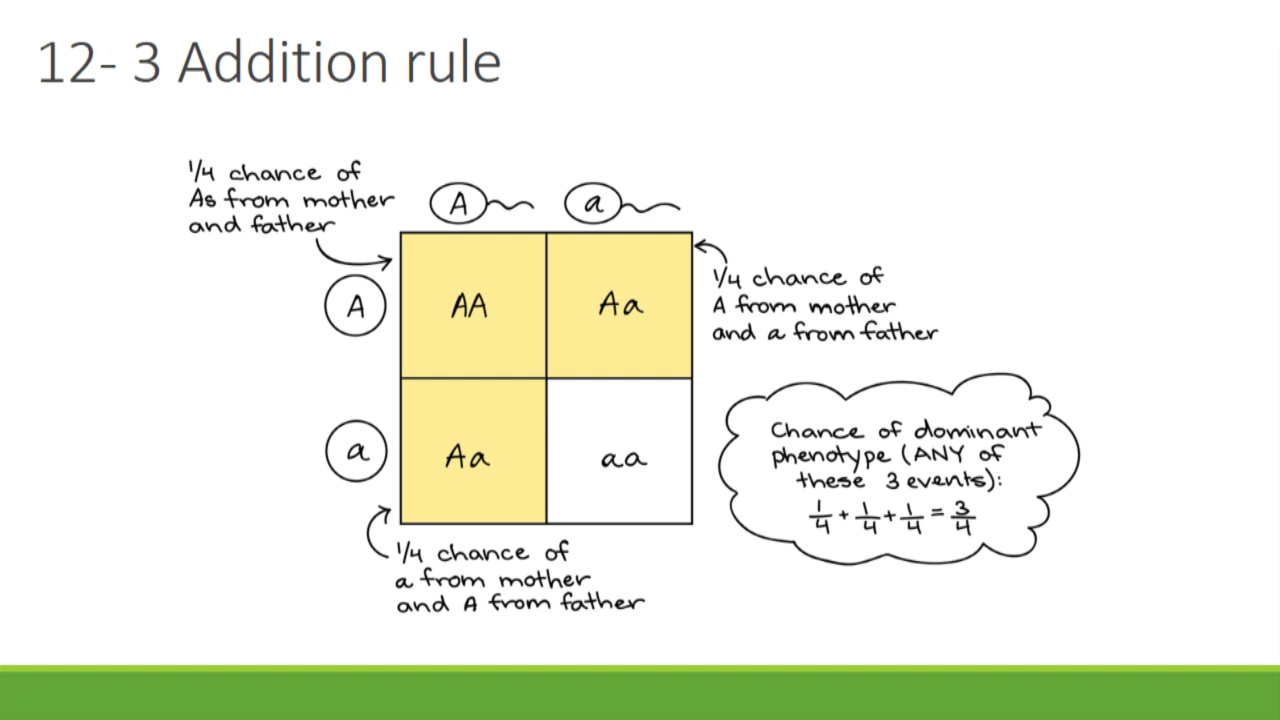 12- 3 Addition rule
1/4 chance of
As from mother
and father
A
a
A
AA
Aa
1/4 chance of
A from mother
and a from father
a
Aa
aa
Chance of dominant
phenotype (ANY of
these 3 events):
1/4 + 1/4 + 1/4 = 3/4
1/4 chance of
a from mother
and A from father